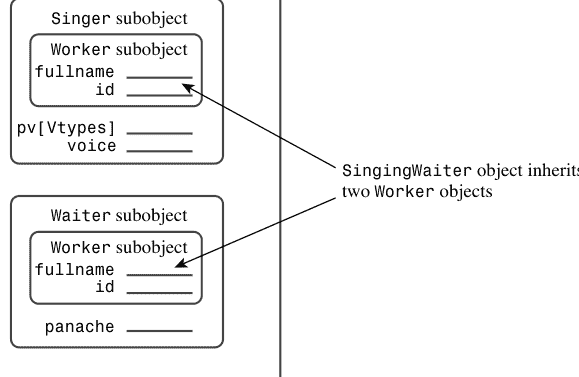 Singer subobject
Worker subobject
fullname
id
pv[Vtypes]
voice
SingingWaiter object inherits
two Worker objects
Waiter subobject
Worker subobject
fullname
id
panache